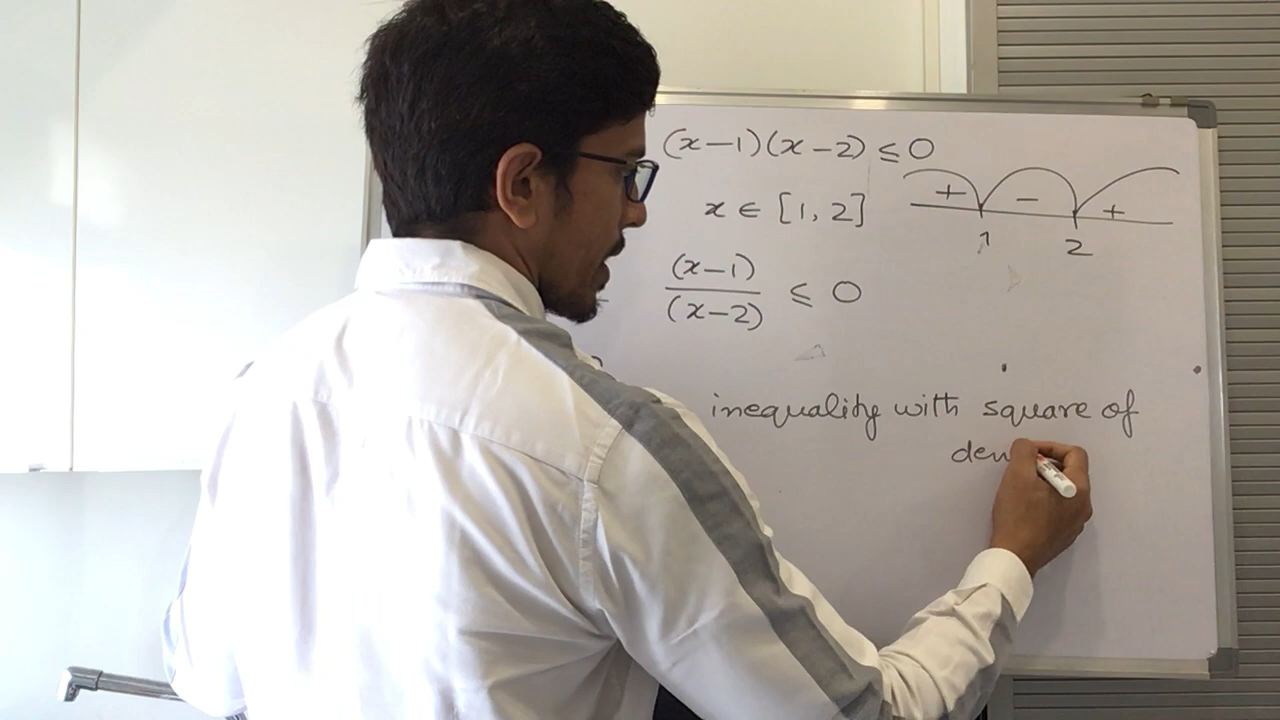 (x-1)(x-2) ≤ 0
+ - +
x ∈ [1, 2]
1 2
(x-1)
/(x-2) ≤ 0
inequality with square of
den